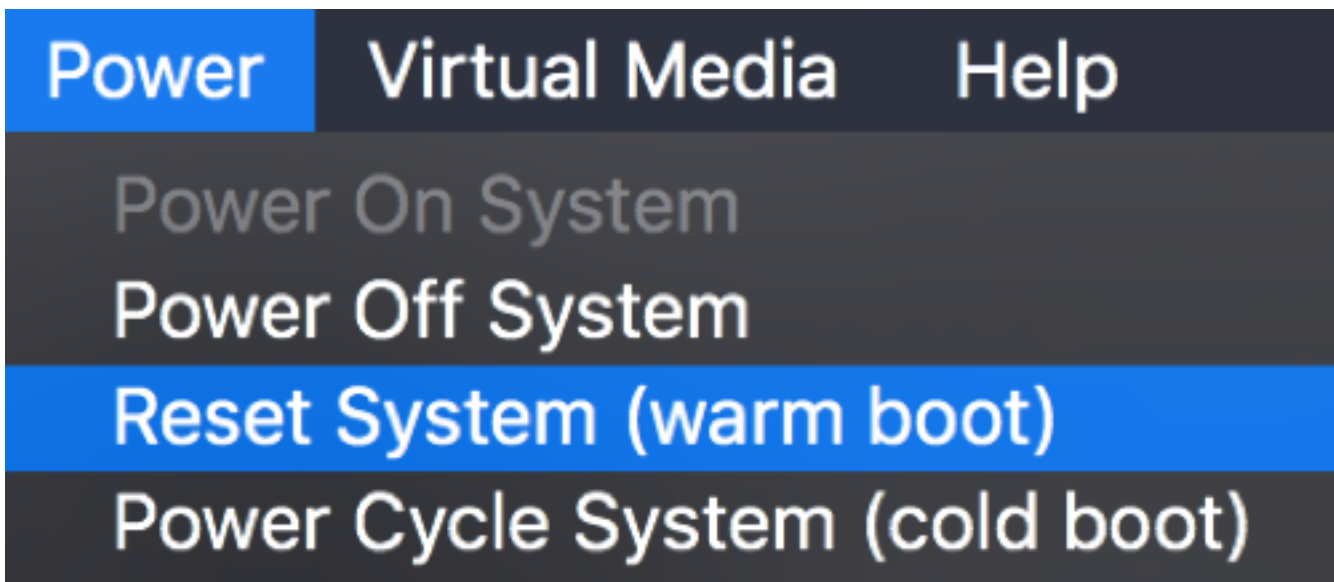 Power Virtual Media Help
Power On System
Power Off System
Reset System (warm boot)
Power Cycle System (cold boot)